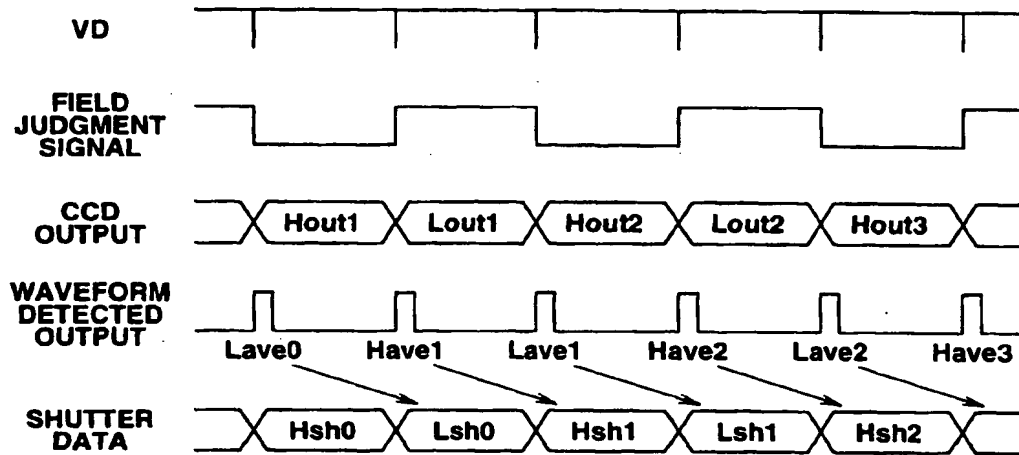 VD
FIELD
JUDGMENT
SIGNAL
CCD
OUTPUT
Hout1 Lout1 Hout2 Lout2 Hout3
WAVEFORM
DETECTED
OUTPUT
Lave0 Have1 Lave1 Have2 Lave2 Have3
SHUTTER
DATA
Hsh0 Lsh0 Hsh1 Lsh1 Hsh2